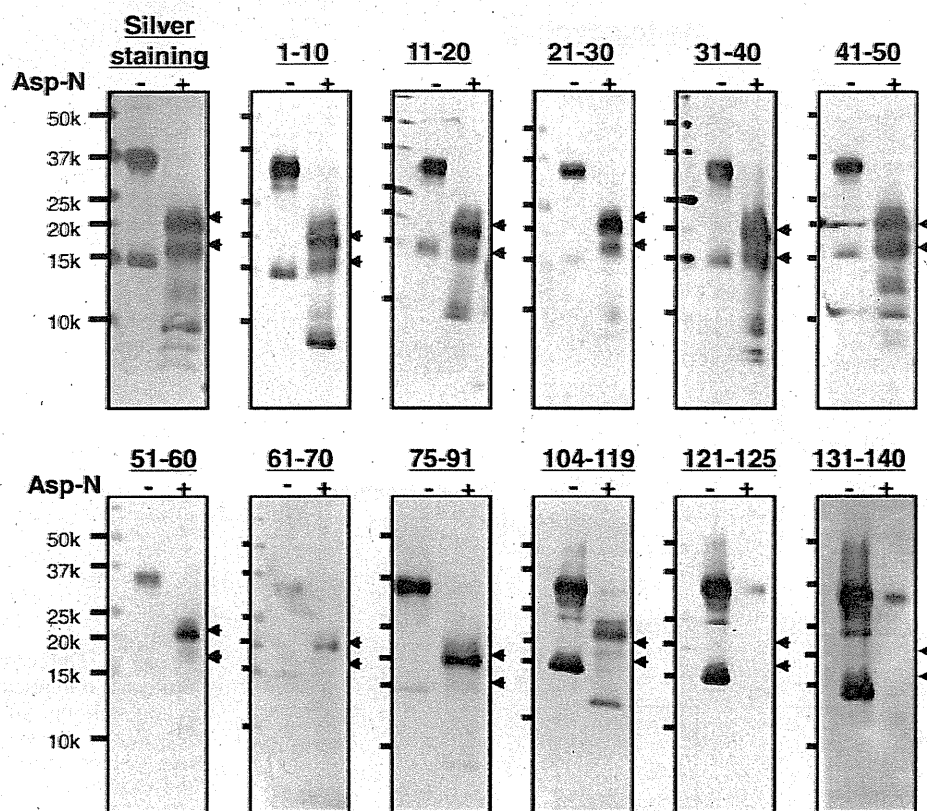 Silver
staining 1-10 11-20 21-30 31-40 41-50
Asp-N - + - + - + - + - + - +
50k
37k
25k
20k
15k
10k
51-60 61-70 75-91 104-119 121-125 131-140
Asp-N - + - + - + - + - + - +
50k
37k
25k
20k
15k
10k